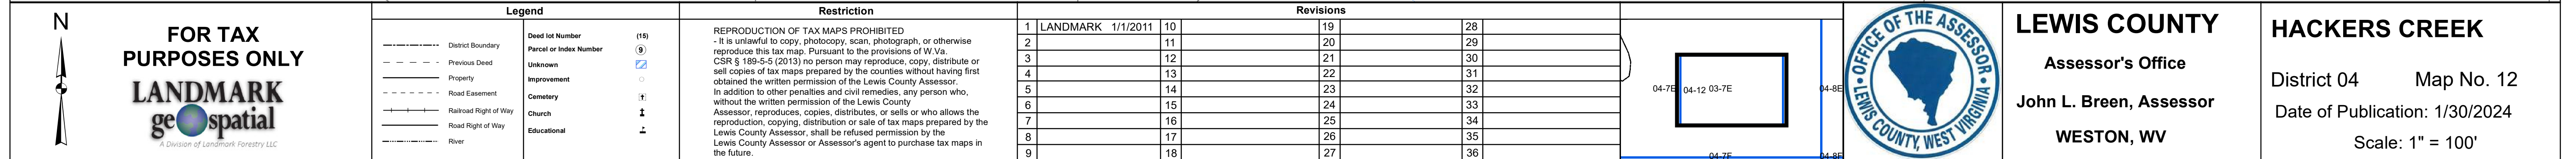 N
FOR TAX
PURPOSES ONLY
LANDMARK
geospatial
A Division of Landmark Forestry LLC
Legend
District Boundary
Previous Deed
Property
Road Easement
Railroad Right of Way
Road Right of Way
River
Deed lot Number (15)
Parcel or Index Number 9
Unknown
Improvement
Cemetery
Church
Educational
Restriction
REPRODUCTION OF TAX MAPS PROHIBITED
- It is unlawful to copy, photocopy, scan, photograph, or otherwise
reproduce this tax map. Pursuant to the provisions of W.Va.
CSR § 189-5-5 (2013) no person may reproduce, copy, distribute or
sell copies of tax maps prepared by the counties without having first
obtained the written permission of the Lewis County Assessor.
In addition to other penalties and civil remedies, any person who,
without the written permission of the Lewis County
Assessor, reproduces, copies, distributes, or sells or who allows the
reproduction, copying, distribution or sale of tax maps prepared by the
Lewis County Assessor, shall be refused permission by the
Lewis County Assessor or Assessor's agent to purchase tax maps in
the future.
Revisions
1 LANDMARK 1/1/2011 10 19 28
2 11 20 29
3 12 21 30
4 13 22 31
5 14 23 32
6 15 24 33
7 16 25 34
8 17 26 35
9 18 27 36
04-7E 04-12 03-7E 04-8E
04-7F 04-8F
OFFICE OF THE ASSESSOR
LEWIS COUNTY, WEST VIRGINIA
LEWIS COUNTY
Assessor's Office
John L. Breen, Assessor
WESTON, WV
HACKERS CREEK
District 04 Map No. 12
Date of Publication: 1/30/2024
Scale: 1" = 100'